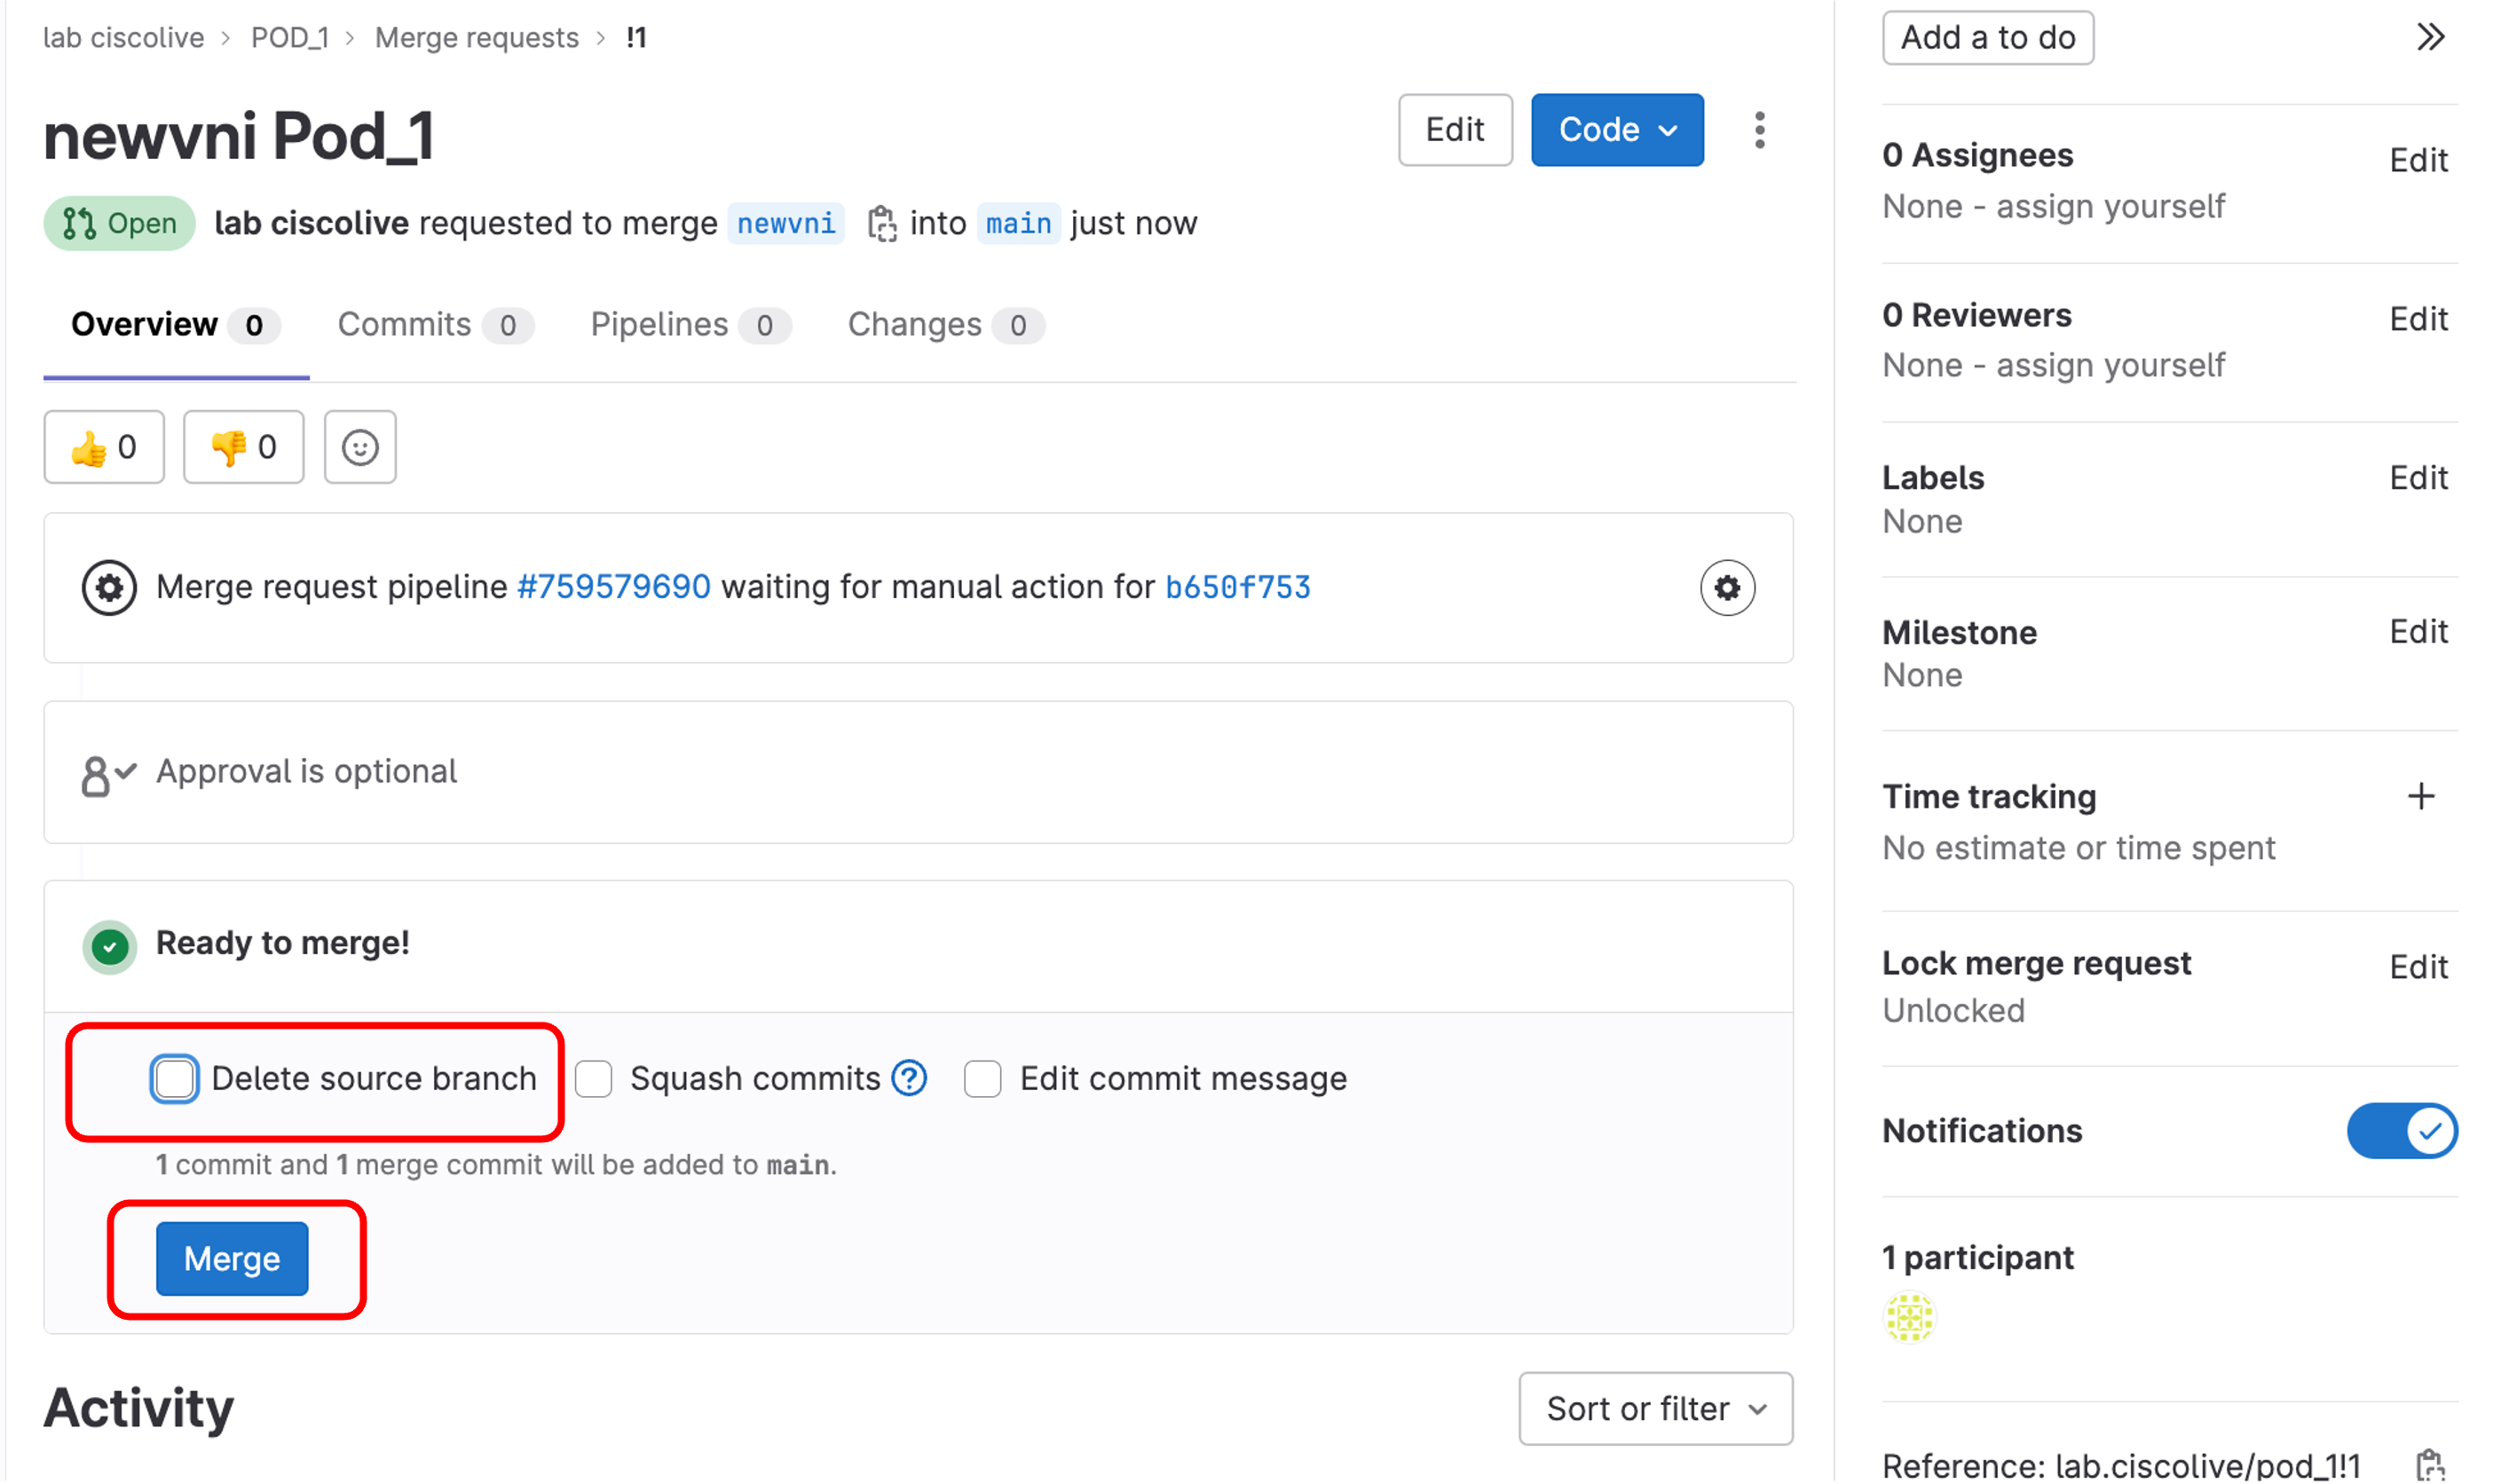 lab ciscolive > POD_1 > Merge requests > !1
newvni Pod_1
Edit
Code
Open lab ciscolive requested to merge newvni into main just now
Overview 0 Commits 0 Pipelines 0 Changes 0
👍 0 👎 0
Merge request pipeline #759579690 waiting for manual action for b650f753
Approval is optional
Ready to merge!
Delete source branch Squash commits ? Edit commit message
1 commit and 1 merge commit will be added to main.
Merge
Activity
Sort or filter
Add a to do
0 Assignees Edit
None - assign yourself
0 Reviewers Edit
None - assign yourself
Labels Edit
None
Milestone Edit
None
Time tracking +
No estimate or time spent
Lock merge request Edit
Unlocked
Notifications
1 participant
Reference: lab.ciscolive/pod_1!1